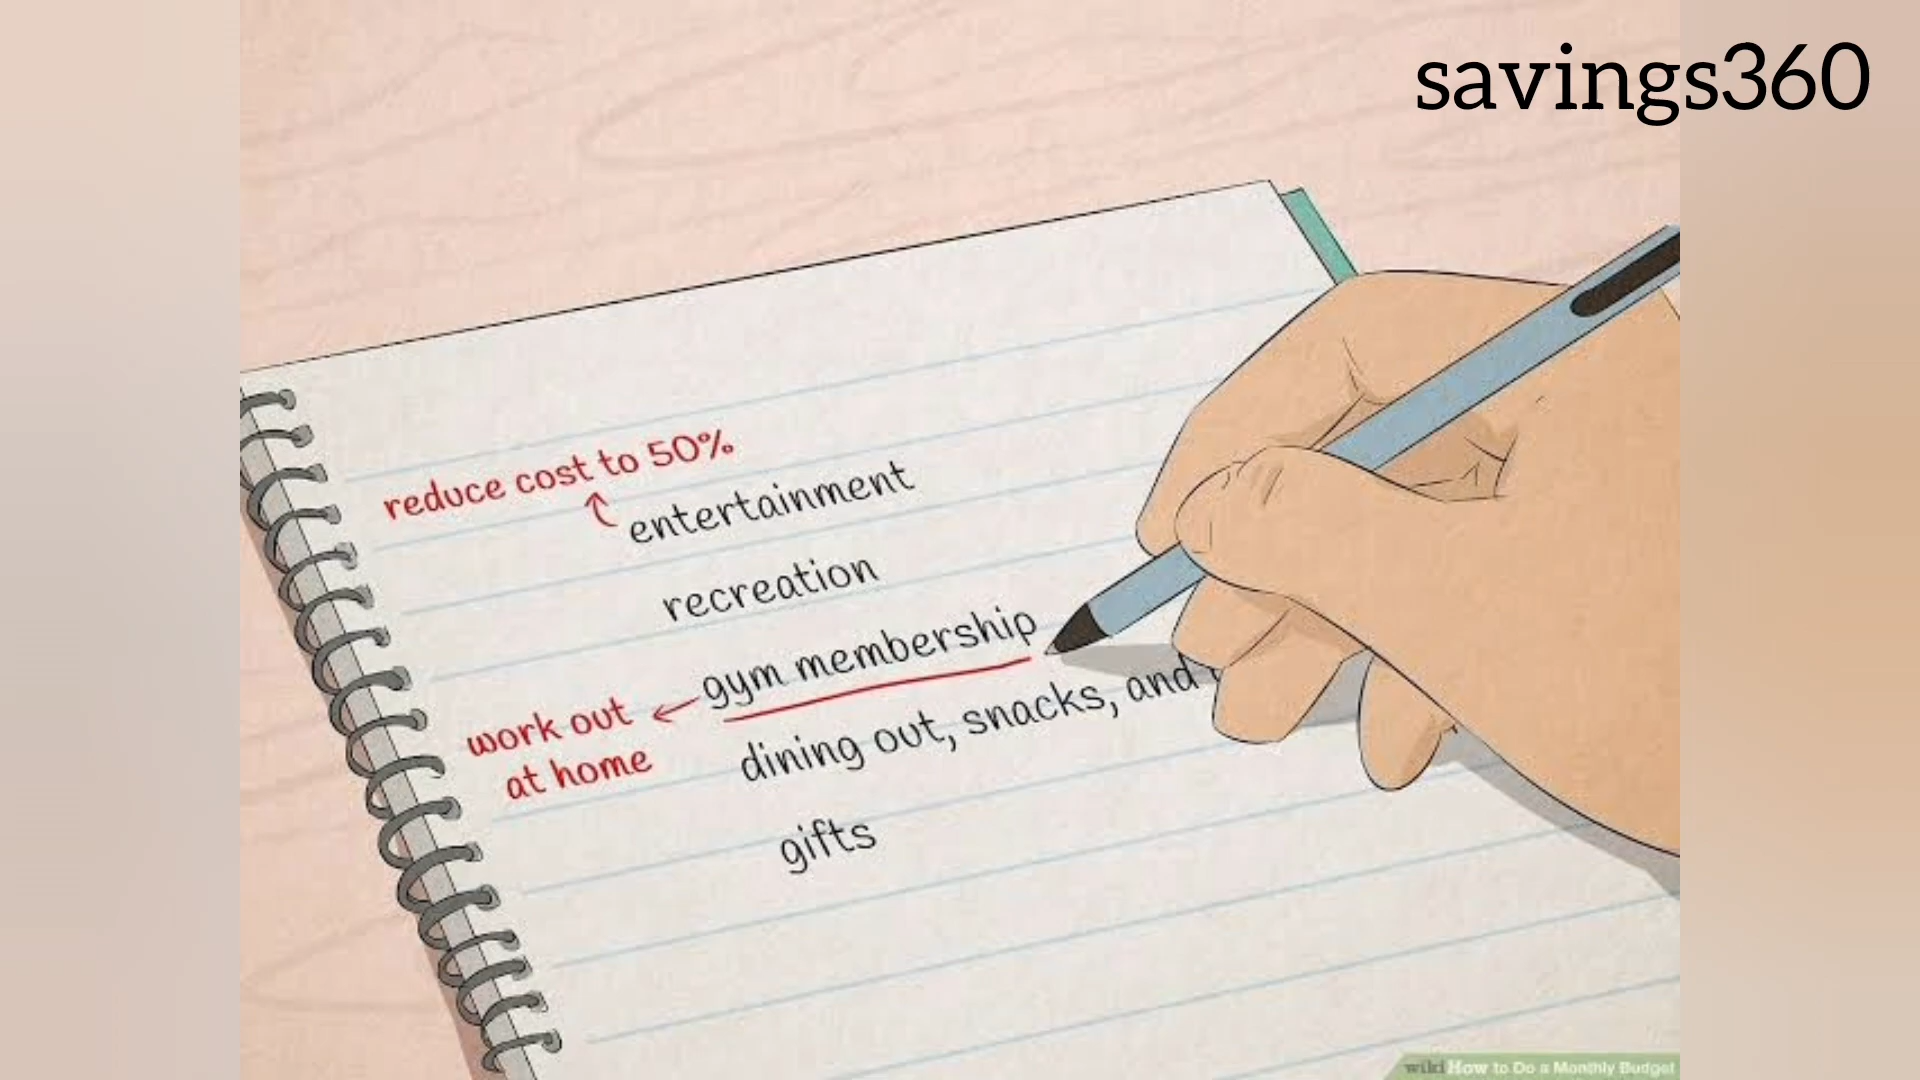 savings360
reduce cost to 50%
entertainment
recreation
gym membership
work out
at home
dining out, snacks, and
gifts
wikiHow to Do a Monthly Budget